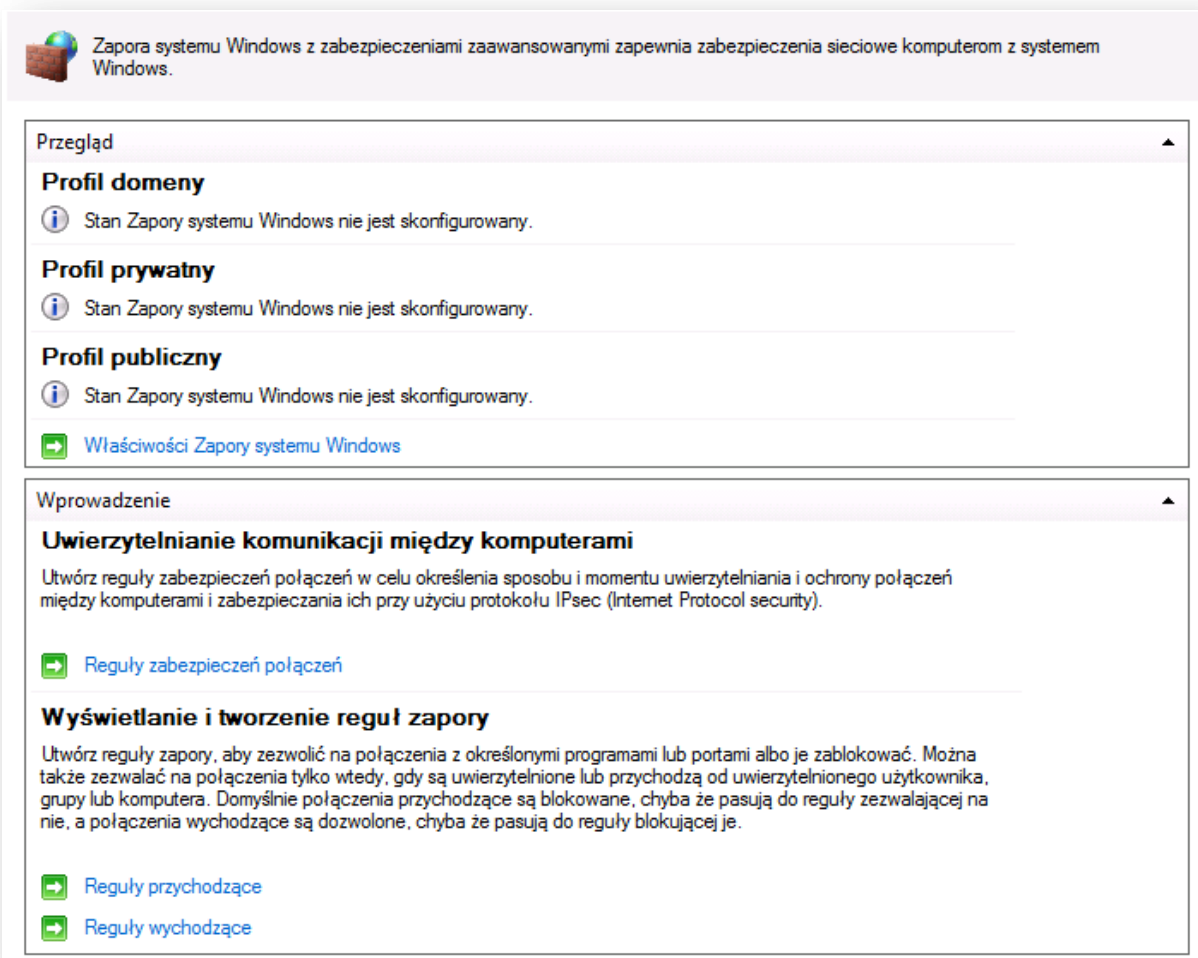 Zapora systemu Windows z zabezpieczeniami zaawansowanymi zapewnia zabezpieczenia sieciowe komputerom z systemem
Windows.
Przegląd
Profil domeny
Stan Zapory systemu Windows nie jest skonfigurowany.
Profil prywatny
Stan Zapory systemu Windows nie jest skonfigurowany.
Profil publiczny
Stan Zapory systemu Windows nie jest skonfigurowany.
Właściwości Zapory systemu Windows
Wprowadzenie
Uwierzytelnianie komunikacji między komputerami
Utwórz reguły zabezpieczeń połączeń w celu określenia sposobu i momentu uwierzytelniania i ochrony połączeń
między komputerami i zabezpieczania ich przy użyciu protokołu IPsec (Internet Protocol security).
Reguły zabezpieczeń połączeń
Wyświetlanie i tworzenie reguł zapory
Utwórz reguły zapory, aby zezwolić na połączenia z określonymi programami lub portami albo je zablokować. Można
także zezwalać na połączenia tylko wtedy, gdy są uwierzytelnione lub przychodzą od uwierzytelnionego użytkownika,
grupy lub komputera. Domyślnie połączenia przychodzące są blokowane, chyba że pasują do reguły zezwalającej na
nie, a połączenia wychodzące są dozwolone, chyba że pasują do reguły blokującej je.
Reguły przychodzące
Reguły wychodzące